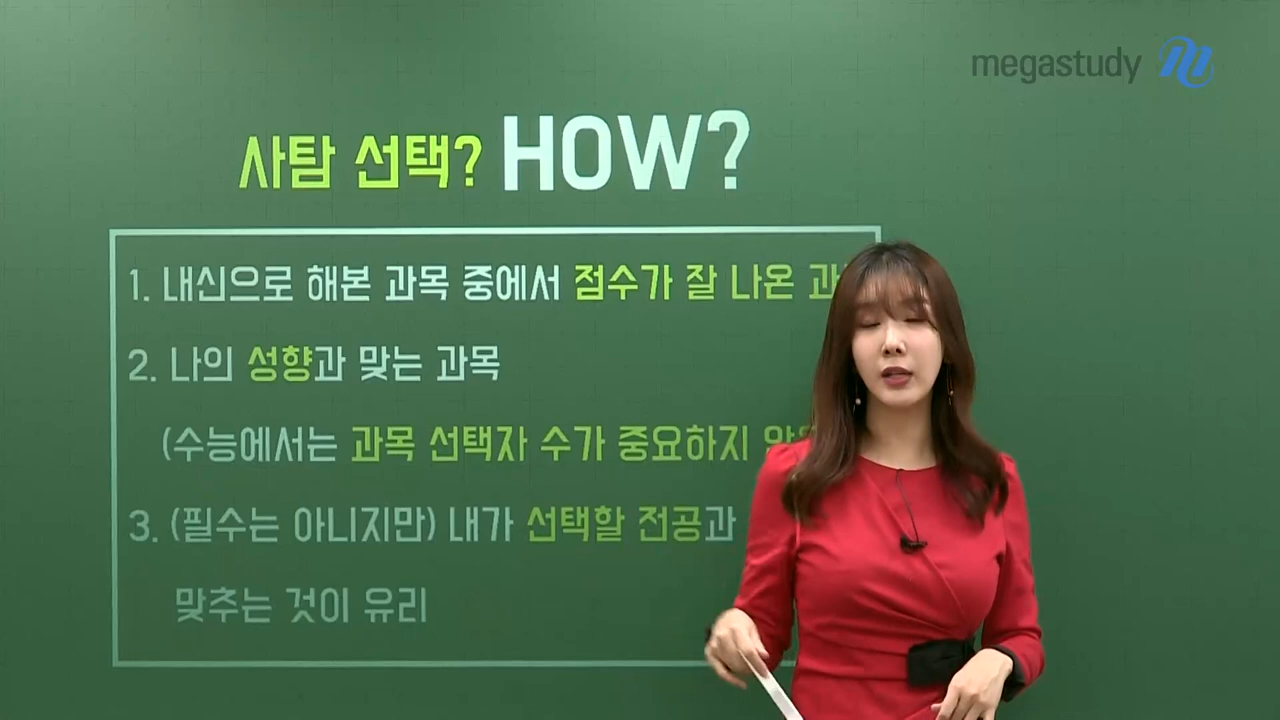 megastudy
사탐 선택? HOW?
1. 내신으로 해본 과목 중에서 점수가 잘 나온
2. 나의 성향과 맞는 과목
(수능에서는 과목 선택자 수가 중요하지
3. (필수는 아니지만) 내가 선택할 전공과
맞추는 것이 유리